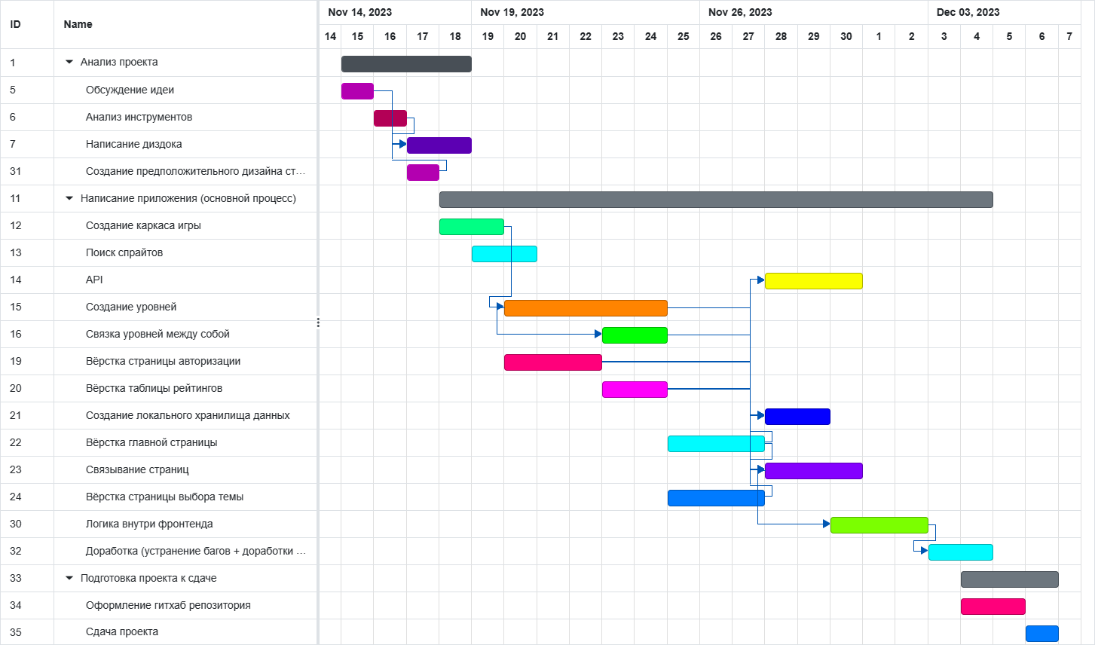 ID Name Nov 14, 2023 Nov 19, 2023 Nov 26, 2023 Dec 03, 2023
14 15 16 17 18 19 20 21 22 23 24 25 26 27 28 29 30 1 2 3 4 5 6 7
1 Анализ проекта
5 Обсуждение идеи
6 Анализ инструментов
7 Написание диздока
31 Создание предположительного дизайна ст...
11 Написание приложения (основной процесс)
12 Создание каркаса игры
13 Поиск спрайтов
14 API
15 Создание уровней
16 Связка уровней между собой
19 Вёрстка страницы авторизации
20 Вёрстка таблицы рейтингов
21 Создание локального хранилища данных
22 Вёрстка главной страницы
23 Связывание страниц
24 Вёрстка страницы выбора темы
30 Логика внутри фронтенда
32 Доработка (устранение багов + доработки ...
33 Подготовка проекта к сдаче
34 Оформление гитхаб репозитория
35 Сдача проекта